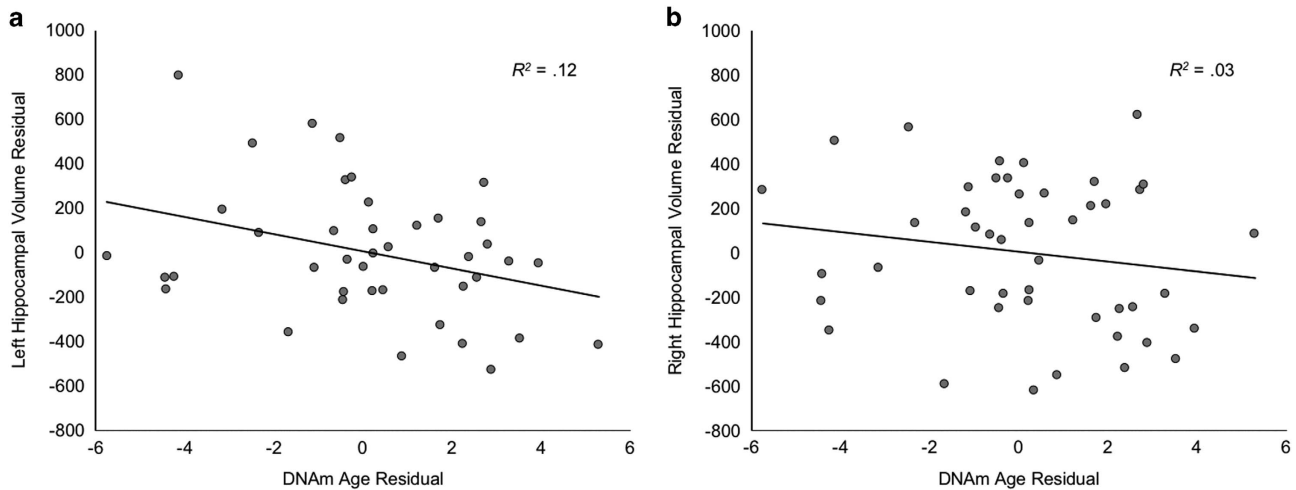 a
1000
800
600
400
200
0
-200
-400
-600
-800
Left Hippocampal Volume Residual
R² = .12
-6 -4 -2 0 2 4 6
DNAm Age Residual
b
1000
800
600
400
200
0
-200
-400
-600
-800
Right Hippocampal Volume Residual
R² = .03
-6 -4 -2 0 2 4 6
DNAm Age Residual